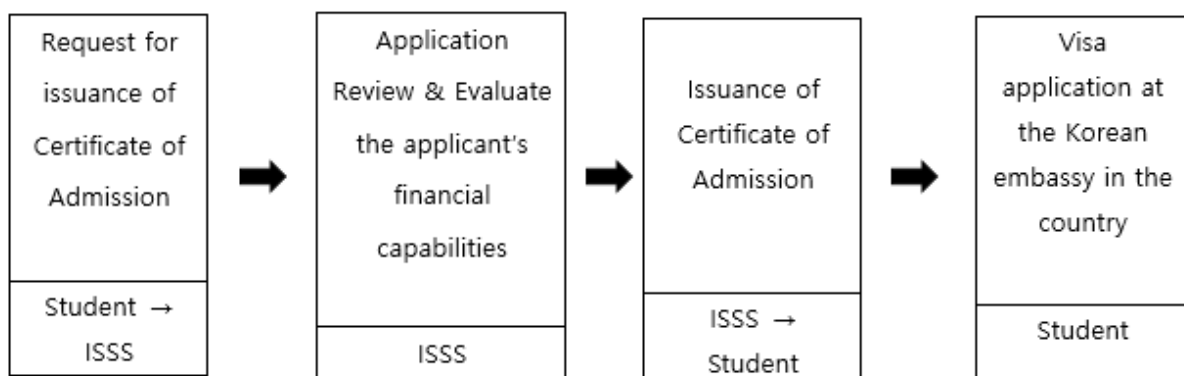 Request for
issuance of
Certificate of
Admission
Student →
ISSS
Application
Review & Evaluate
the applicant's
financial
capabilities
ISSS
Issuance of
Certificate of
Admission
ISSS →
Student
Visa
application at
the Korean
embassy in the
country
Student